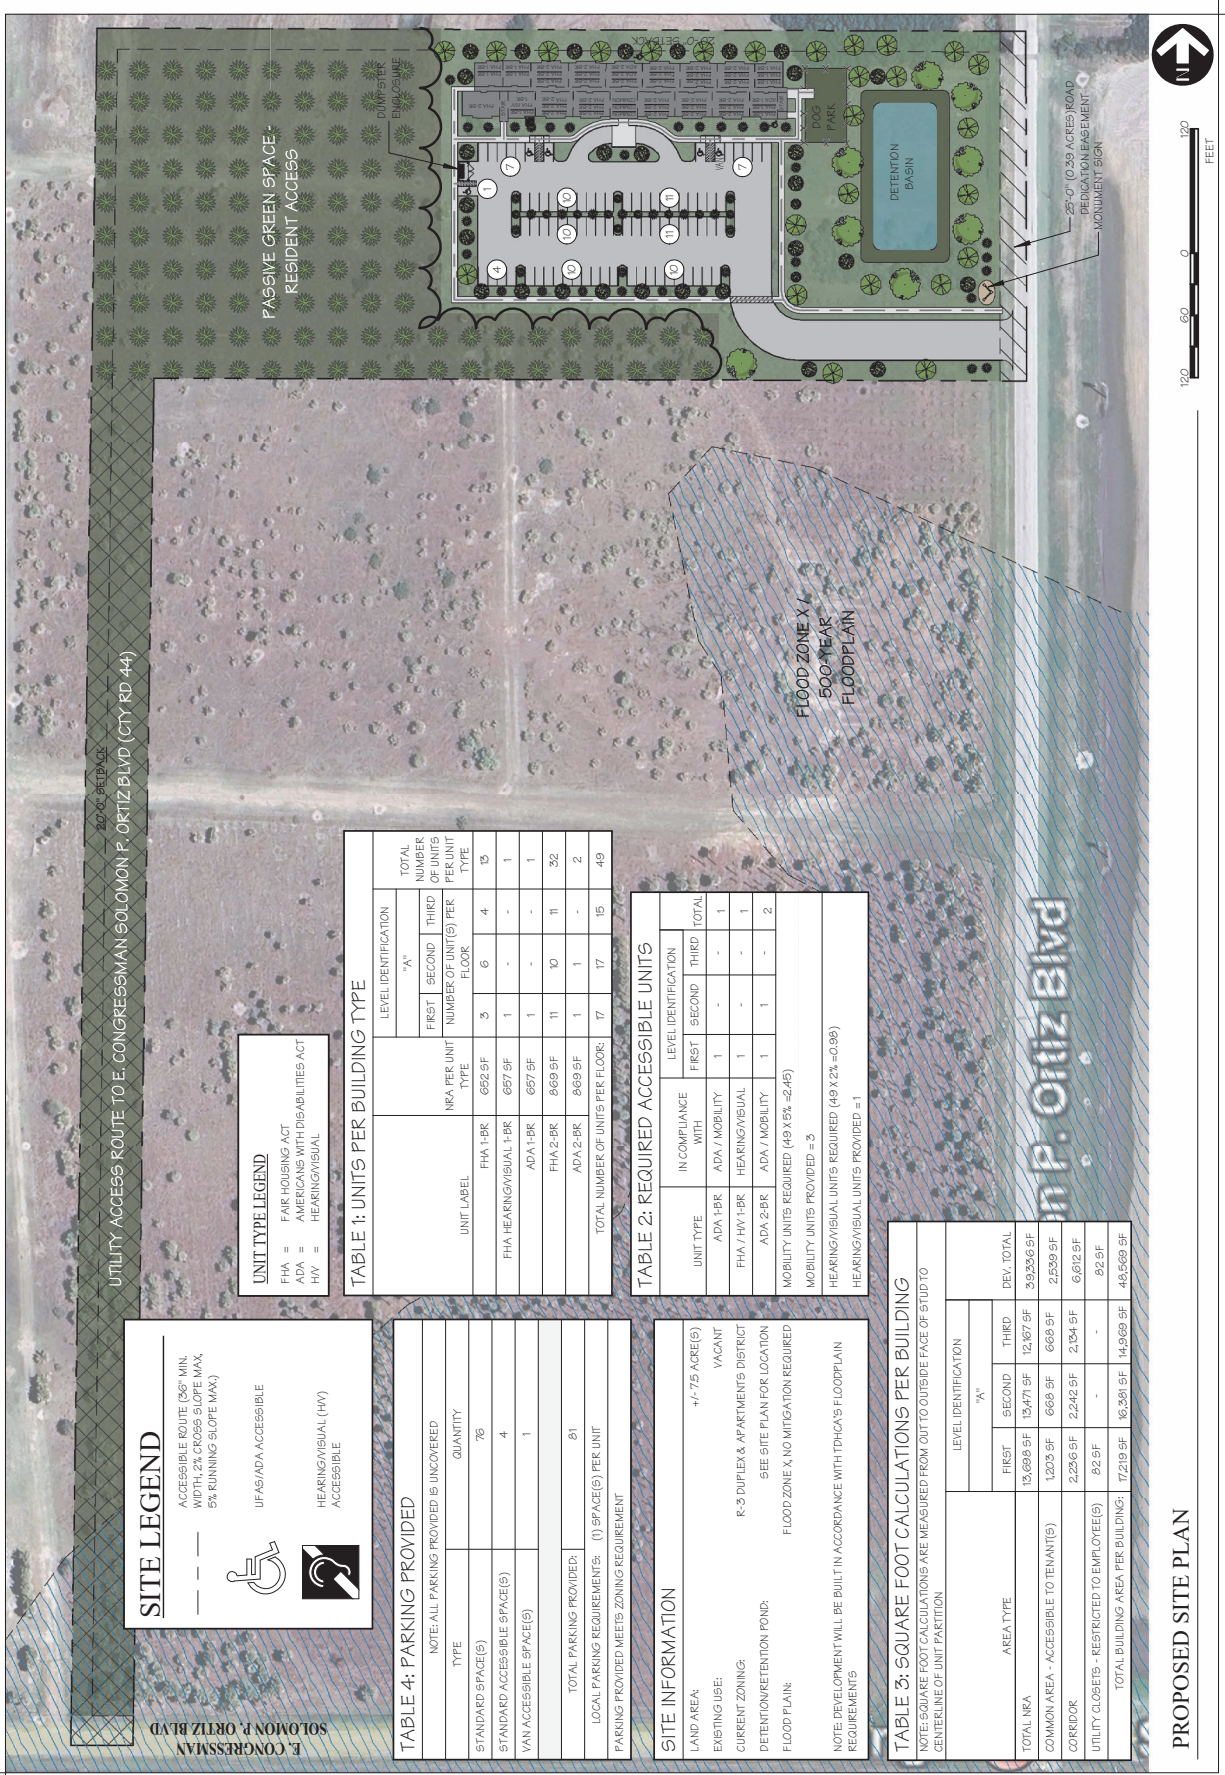 PROPOSED SITE PLAN
120 60 0 120
FEET
N
SITE LEGEND
ACCESSIBLE ROUTE (36" MIN.
WIDTH, 2% CROSS SLOPE MAX,
5% RUNNING SLOPE MAX.)
UFAS/ADA ACCESSIBLE
HEARING/VISUAL (H/V)
ACCESSIBLE
UNIT TYPE LEGEND
FHA = FAIR HOUSING ACT
ADA = AMERICANS WITH DISABILITIES ACT
H/V = HEARING/VISUAL
TABLE 1: UNITS PER BUILDING TYPE
UNIT LABEL
NRA PER UNIT
TYPE
LEVEL IDENTIFICATION
"A"
FIRST SECOND THIRD
NUMBER OF UNIT(S) PER
FLOOR
TOTAL
NUMBER
OF UNITS
PER UNIT
TYPE
FHA 1-BR 652 SF 3 6 4 13
FHA HEARING/VISUAL 1-BR 657 SF 1 - - 1
ADA 1-BR 657 SF 1 - - 1
FHA 2-BR 869 SF 11 10 11 32
ADA 2-BR 869 SF 1 1 - 2
TOTAL NUMBER OF UNITS PER FLOOR: 17 17 15 49
TABLE 4: PARKING PROVIDED
NOTE: ALL PARKING PROVIDED IS UNCOVERED
TYPE QUANTITY
STANDARD SPACE(S) 76
STANDARD ACCESSIBLE SPACE(S) 4
VAN ACCESSIBLE SPACE(S) 1
TOTAL PARKING PROVIDED: 81
LOCAL PARKING REQUIREMENTS: (1) SPACE(S) PER UNIT
PARKING PROVIDED MEETS ZONING REQUIREMENT
TABLE 2: REQUIRED ACCESSIBLE UNITS
UNIT TYPE
IN COMPLIANCE
WITH
LEVEL IDENTIFICATION
FIRST SECOND THIRD TOTAL
ADA 1-BR ADA / MOBILITY 1 - - 1
FHA / H/V 1-BR HEARING/VISUAL 1 - - 1
ADA 2-BR ADA / MOBILITY 1 1 - 2
MOBILITY UNITS REQUIRED (49 X 5% =2.45)
MOBILITY UNITS PROVIDED = 3
HEARING/VISUAL UNITS REQUIRED (49 X 2% =0.98)
HEARING/VISUAL UNITS PROVIDED = 1
SITE INFORMATION
LAND AREA: +/- 7.5 ACRE(S)
EXISTING USE: VACANT
CURRENT ZONING: R-3 DUPLEX & APARTMENTS DISTRICT
DETENTION/RETENTION POND: SEE SITE PLAN FOR LOCATION
FLOOD PLAIN: FLOOD ZONE X, NO MITIGATION REQUIRED
NOTE: DEVELOPMENT WILL BE BUILT IN ACCORDANCE WITH TDHCA'S FLOODPLAIN
REQUIREMENTS
TABLE 3: SQUARE FOOT CALCULATIONS PER BUILDING
NOTE: SQUARE FOOT CALCULATIONS ARE MEASURED FROM OUT TO OUTSIDE FACE OF STUD TO
CENTERLINE OF UNIT PARTITION
AREA TYPE
LEVEL IDENTIFICATION
"A"
FIRST SECOND THIRD DEV. TOTAL
TOTAL NRA 13,698 SF 13,471 SF 12,167 SF 39,336 SF
COMMON AREA - ACCESSIBLE TO TENANT(S) 1,203 SF 668 SF 668 SF 2,539 SF
CORRIDOR 2,236 SF 2,242 SF 2,134 SF 6,612 SF
UTILITY CLOSETS - RESTRICTED TO EMPLOYEE(S) 82 SF - - 82 SF
TOTAL BUILDING AREA PER BUILDING: 17,219 SF 16,381 SF 14,969 SF 48,569 SF
E. CONGRESSMAN
SOLOMON P. ORTIZ BLVD
UTILITY ACCESS ROUTE TO E. CONGRESSMAN SOLOMON P. ORTIZ BLVD (CTY RD 44)
20'-0" SETBACK
FLOOD ZONE X /
500-YEAR
FLOODPLAIN
n P. Ortiz Blvd
PASSIVE GREEN SPACE -
RESIDENT ACCESS
DUMPSTER
ENCLOSURE
20'-0" SETBACK
DOG
PARK
DETENTION
BASIN
25'-0" (0.39 ACRES) ROAD
DEDICATION EASEMENT
MONUMENT SIGN
1
7
7
10
11
10
11
4
10
10